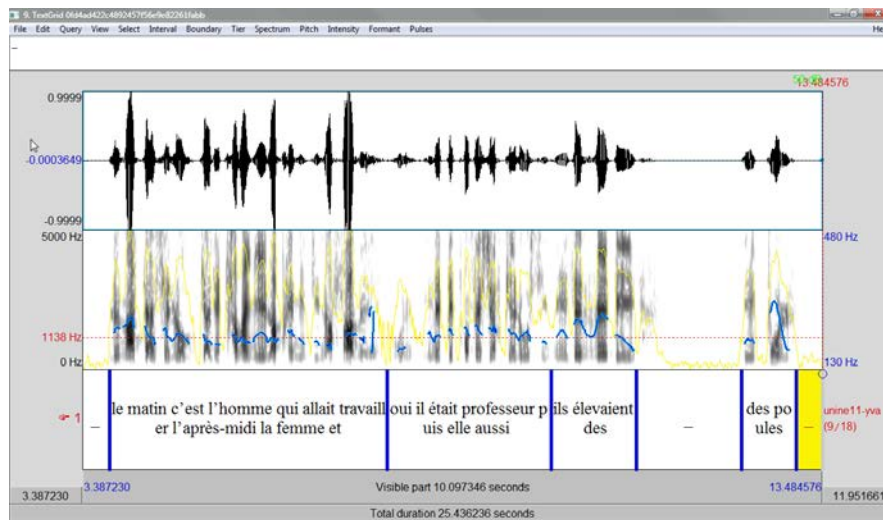 9. TextGrid 0fd4ad422c4892457f56e9e82261fabb
File Edit Query View Select Interval Boundary Tier Spectrum Pitch Intensity Formant Pulses He
–
13.484576
0.9999
-0.0003649
-0.9999
5000 Hz
480 Hz
1138 Hz
0 Hz
130 Hz
1
–
le matin c'est l'homme qui allait travaill
er l'après-midi la femme et
oui il était professeur p
uis elle aussi
ils élevaient
des
–
des po
ules
–
unine11-yva
(9/18)
3.387230 Visible part 10.097346 seconds 13.484576
3.387230 11.951661
Total duration 25.436236 seconds